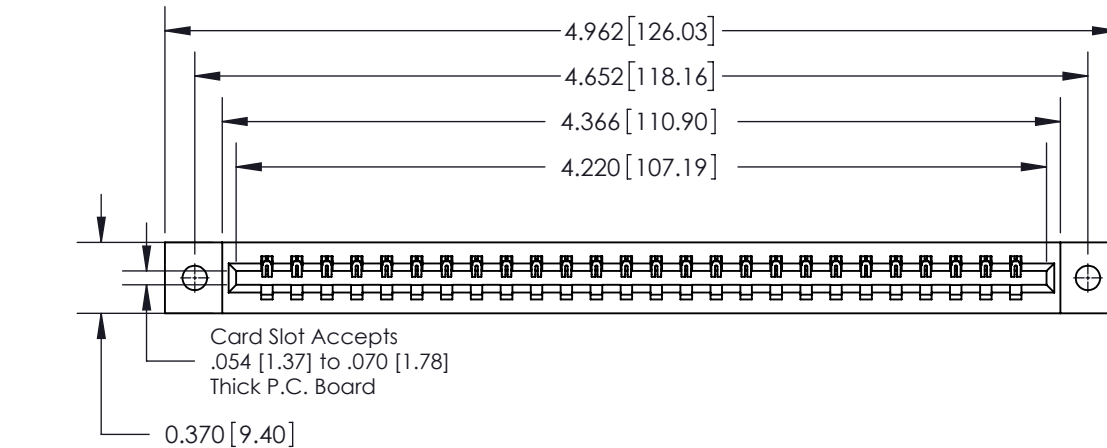 4.962[126.03]
4.652[118.16]
4.366[110.90]
4.220[107.19]
Card Slot Accepts
.054 [1.37] to .070 [1.78]
Thick P.C. Board
0.370[9.40]